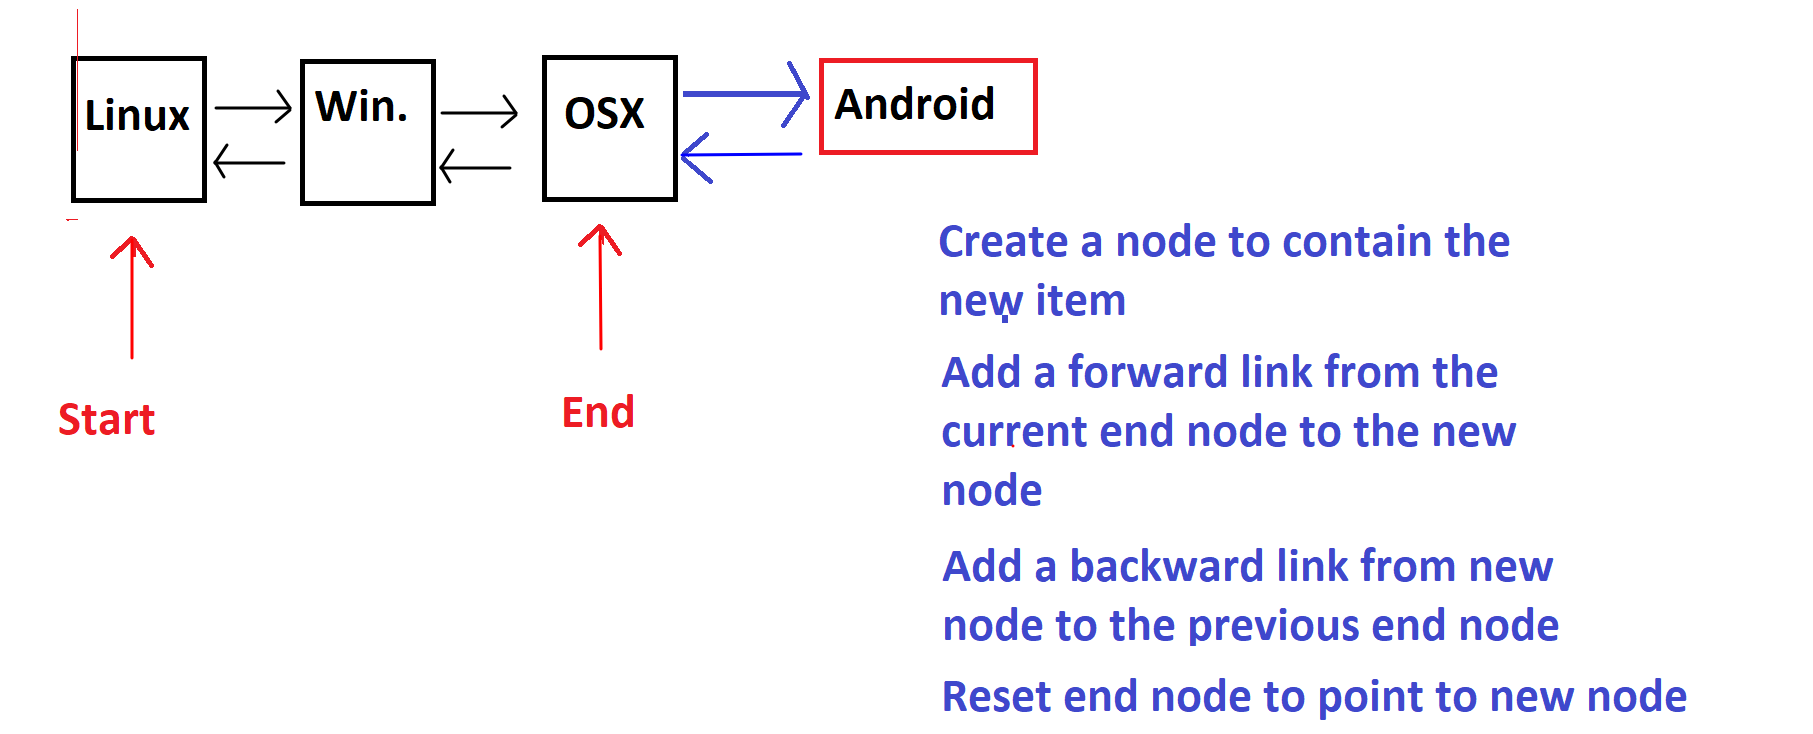 Linux
Win.
OSX
Android
Start
End
Create a node to contain the
new item
Add a forward link from the
current end node to the new
node
Add a backward link from new
node to the previous end node
Reset end node to point to new node